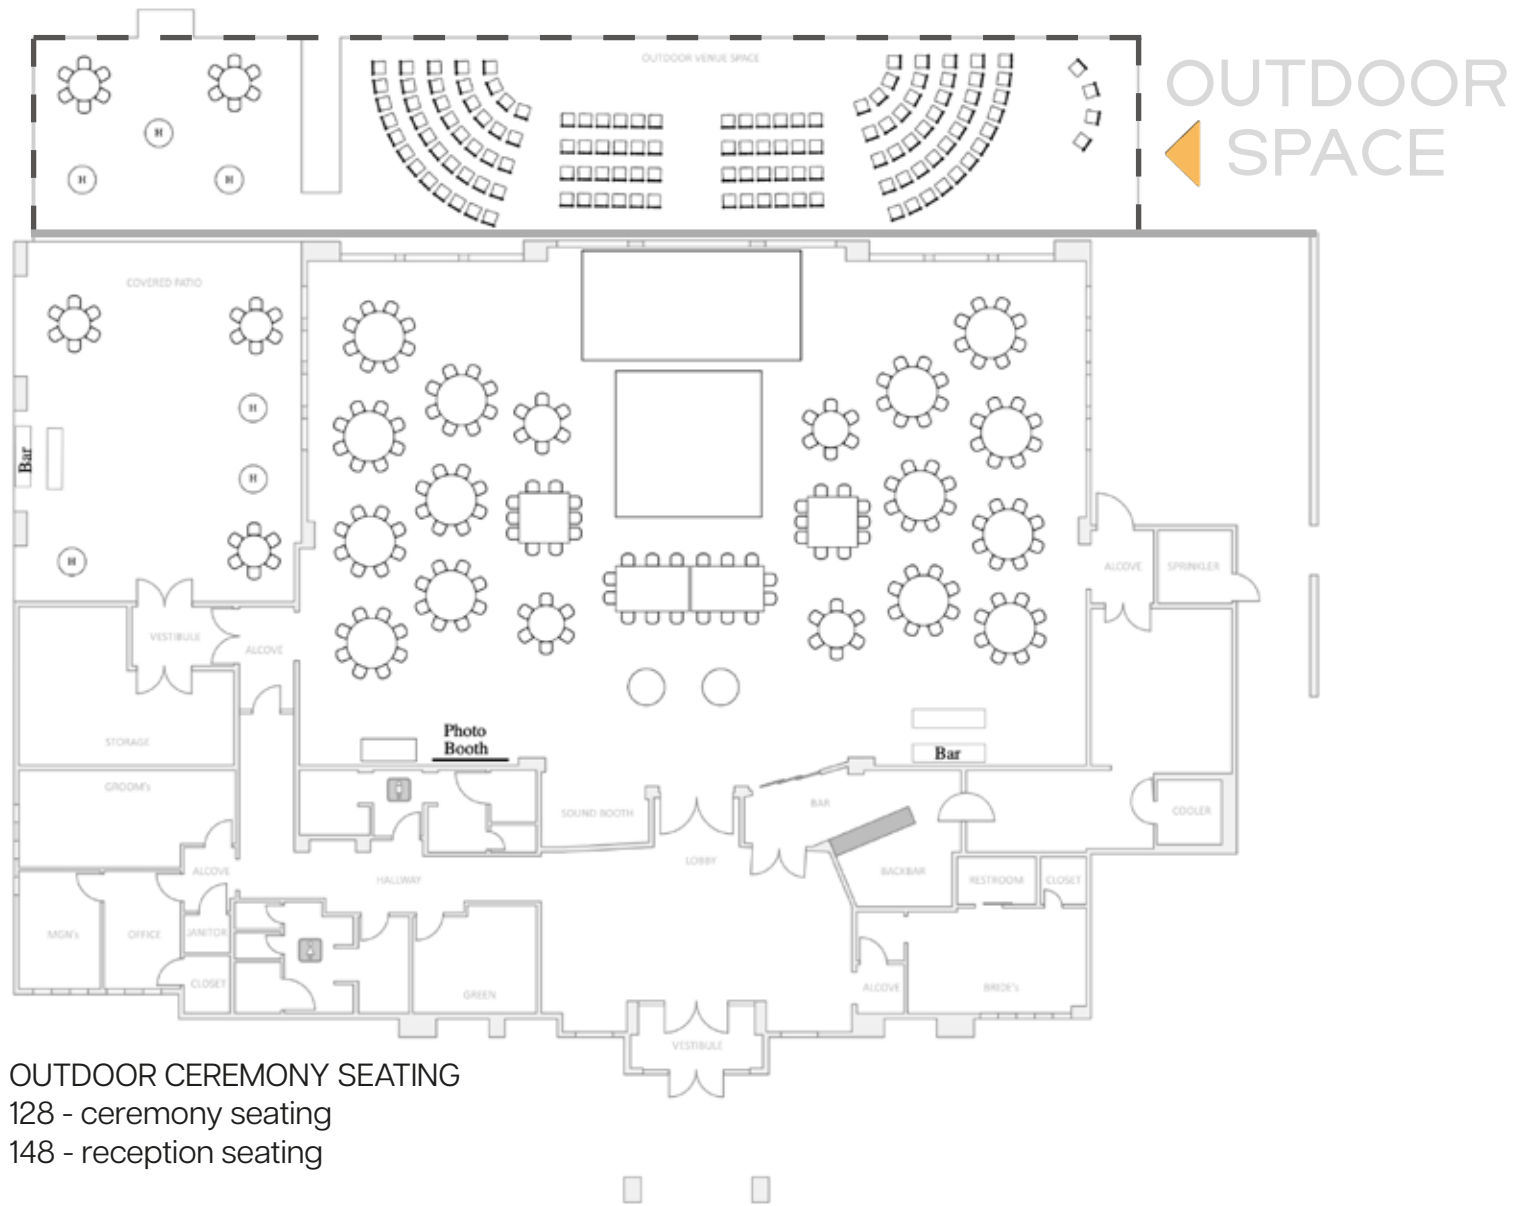 OUTDOOR VENUE SPACE
OUTDOOR
SPACE
H
H
H
COVERED PATIO
H
H
H
Bar
ALCOVE
SPRINKLER
VESTIBULE
ALCOVE
STORAGE
Photo
Booth
Bar
GROOM's
SOUND BOOTH
BAR
COOLER
LOBBY
ALCOVE
HALLWAY
BACKBAR
RESTROOM
CLOSET
MGN's
OFFICE
JANITOR
CLOSET
GREEN
ALCOVE
BRIDE's
VESTIBULE
OUTDOOR CEREMONY SEATING
128 - ceremony seating
148 - reception seating